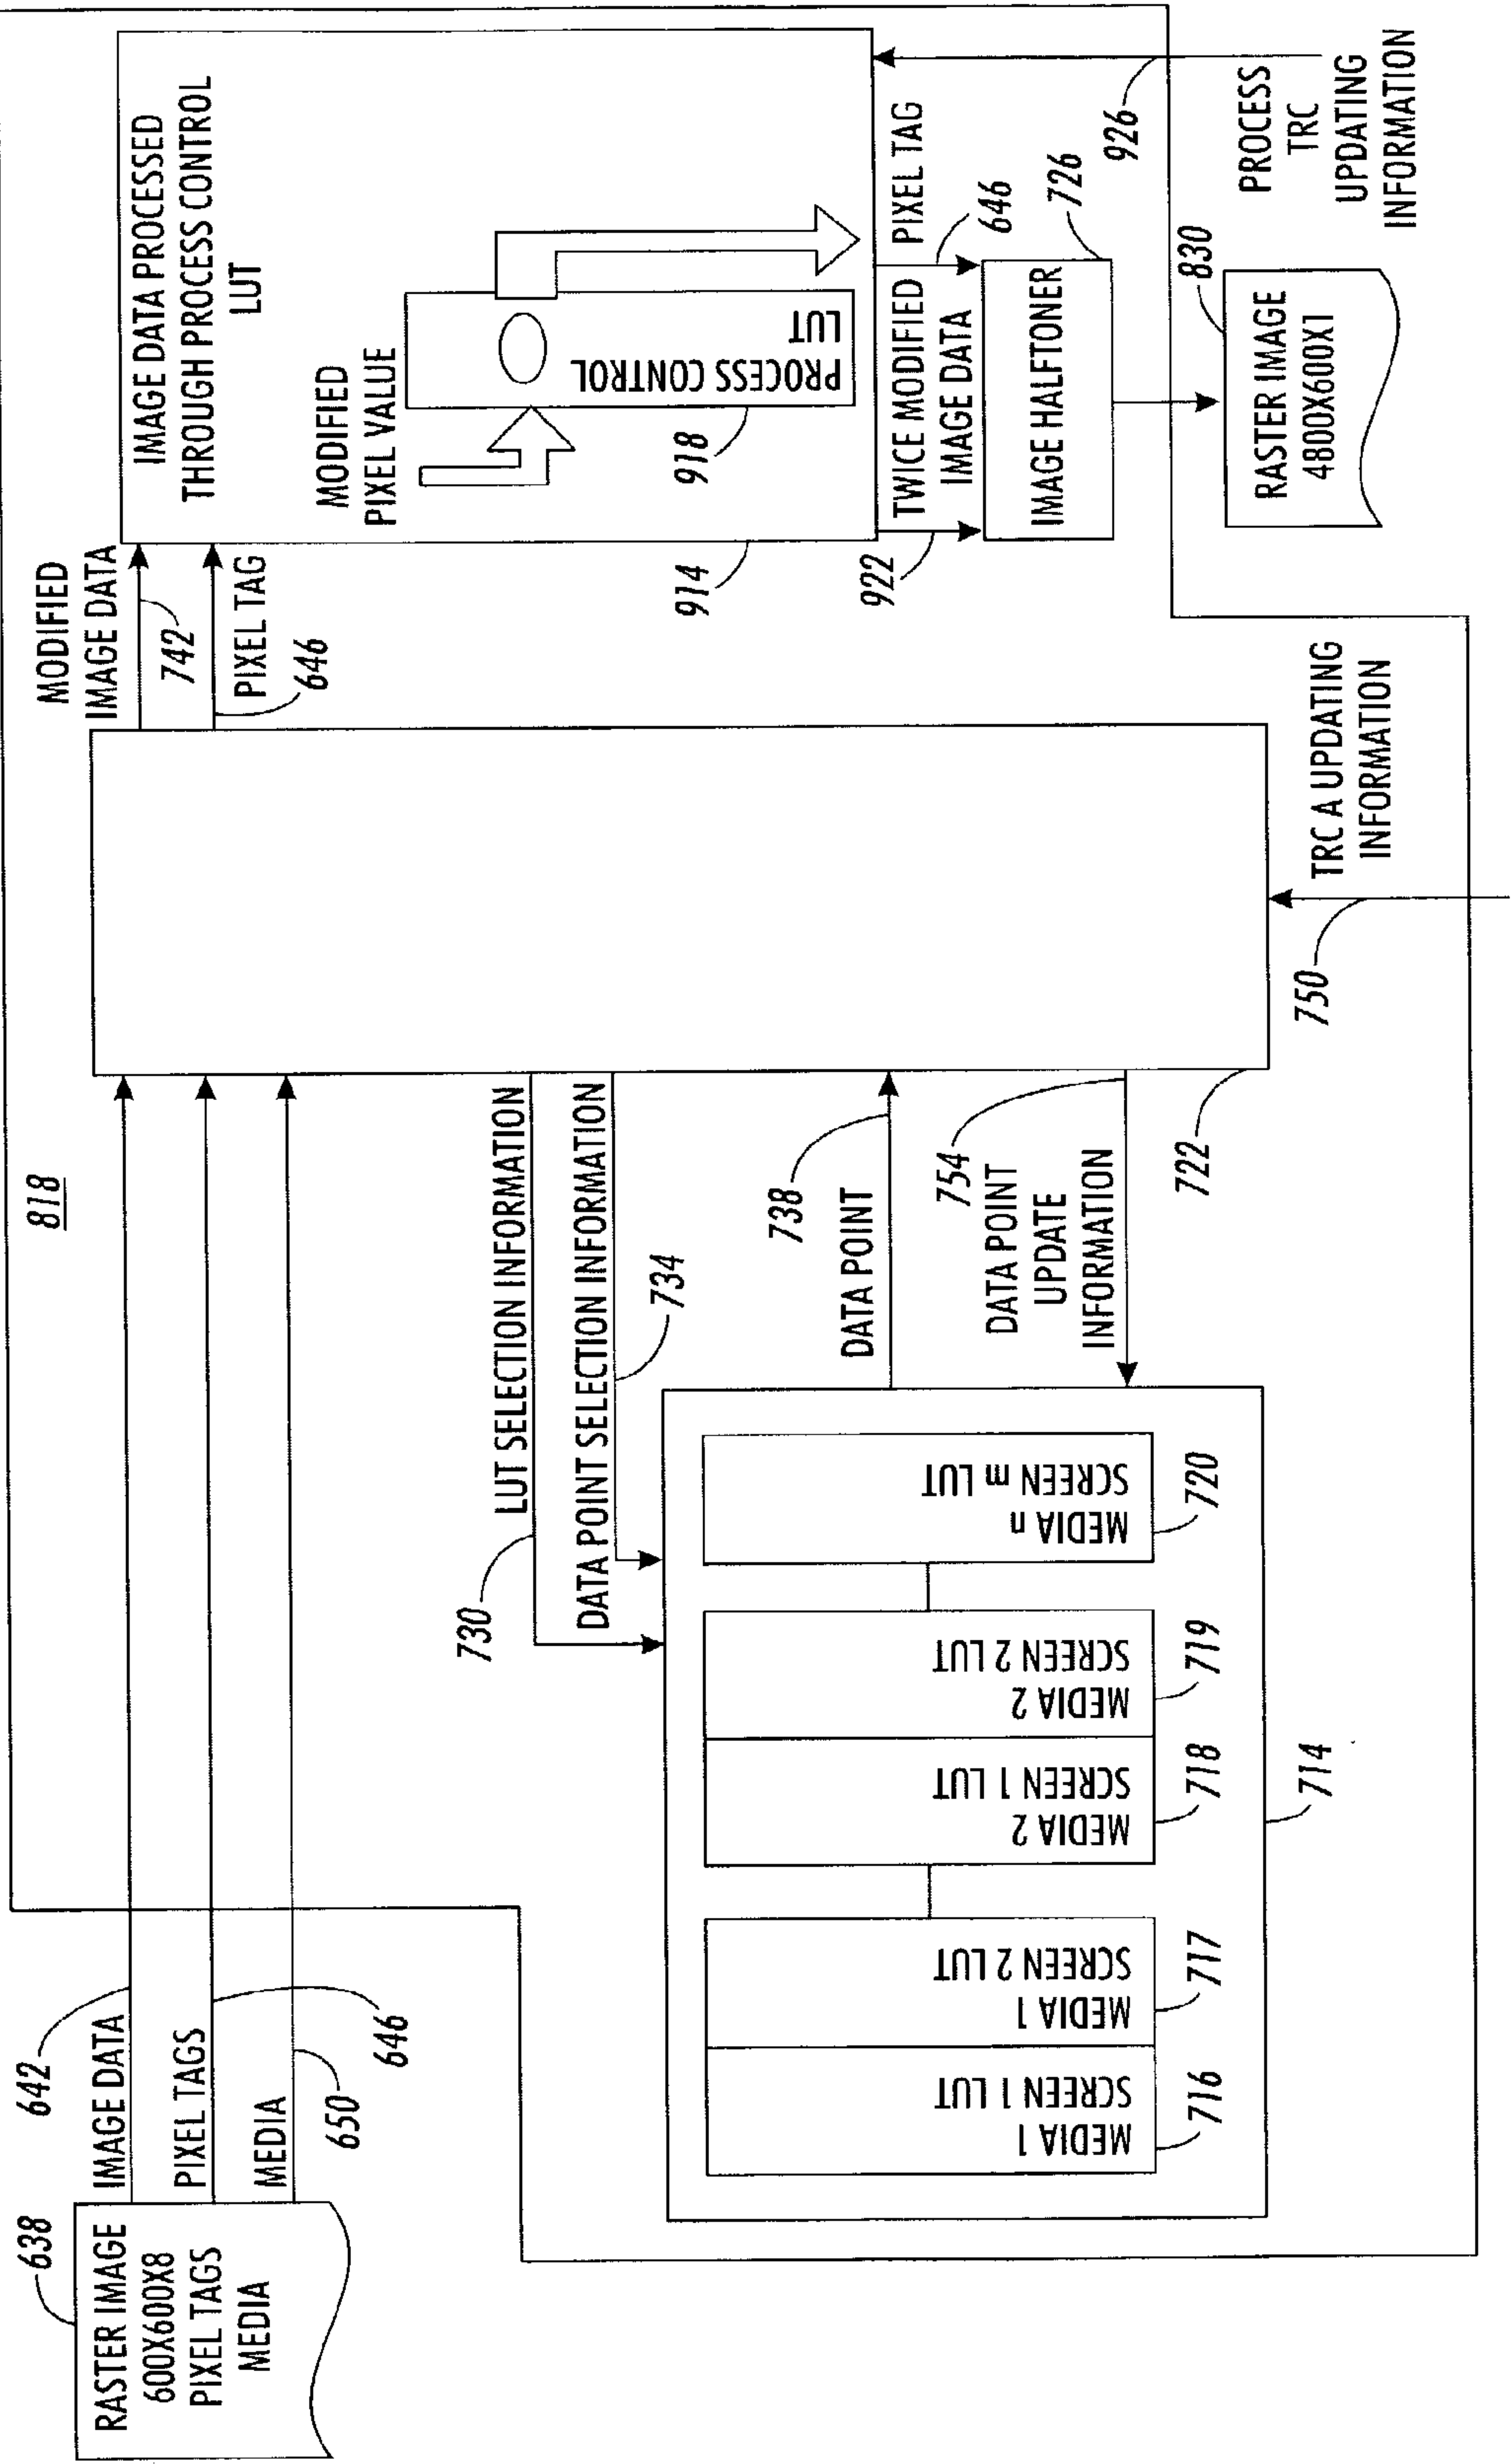 818
638
RASTER IMAGE
600X600X8
PIXEL TAGS
MEDIA
642
IMAGE DATA
PIXEL TAGS
646
MEDIA
650
LUT SELECTION INFORMATION
730
DATA POINT SELECTION INFORMATION
734
738
DATA POINT
754
DATA POINT
UPDATE
INFORMATION
722
MEDIA 1
SCREEN 1 LUT
716
MEDIA 1
SCREEN 2 LUT
717
MEDIA 2
SCREEN 1 LUT
718
MEDIA 2
SCREEN 2 LUT
719
MEDIA n
SCREEN m LUT
720
714
750
TRC A UPDATING
INFORMATION
MODIFIED
IMAGE DATA
742
PIXEL TAG
646
IMAGE DATA PROCESSED
THROUGH PROCESS CONTROL
LUT
MODIFIED
PIXEL VALUE
PROCESS CONTROL
LUT
918
914
922
TWICE MODIFIED
IMAGE DATA
PIXEL TAG
646
IMAGE HALFTONER
726
926
PROCESS
TRC
UPDATING
INFORMATION
830
RASTER IMAGE
4800X600X1